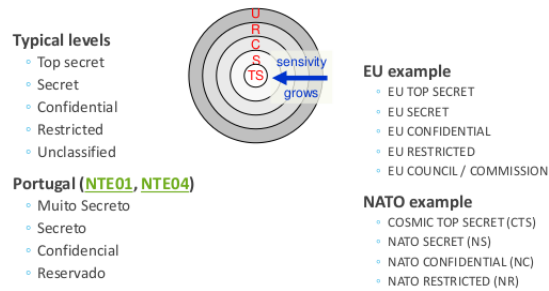 Typical levels
Top secret
Secret
Confidential
Restricted
Unclassified
Portugal (NTE01, NTE04)
Muito Secreto
Secreto
Confidencial
Reservado
U
R
C
S
TS
sensivity
grows
EU example
EU TOP SECRET
EU SECRET
EU CONFIDENTIAL
EU RESTRICTED
EU COUNCIL / COMMISSION
NATO example
COSMIC TOP SECRET (CTS)
NATO SECRET (NS)
NATO CONFIDENTIAL (NC)
NATO RESTRICTED (NR)